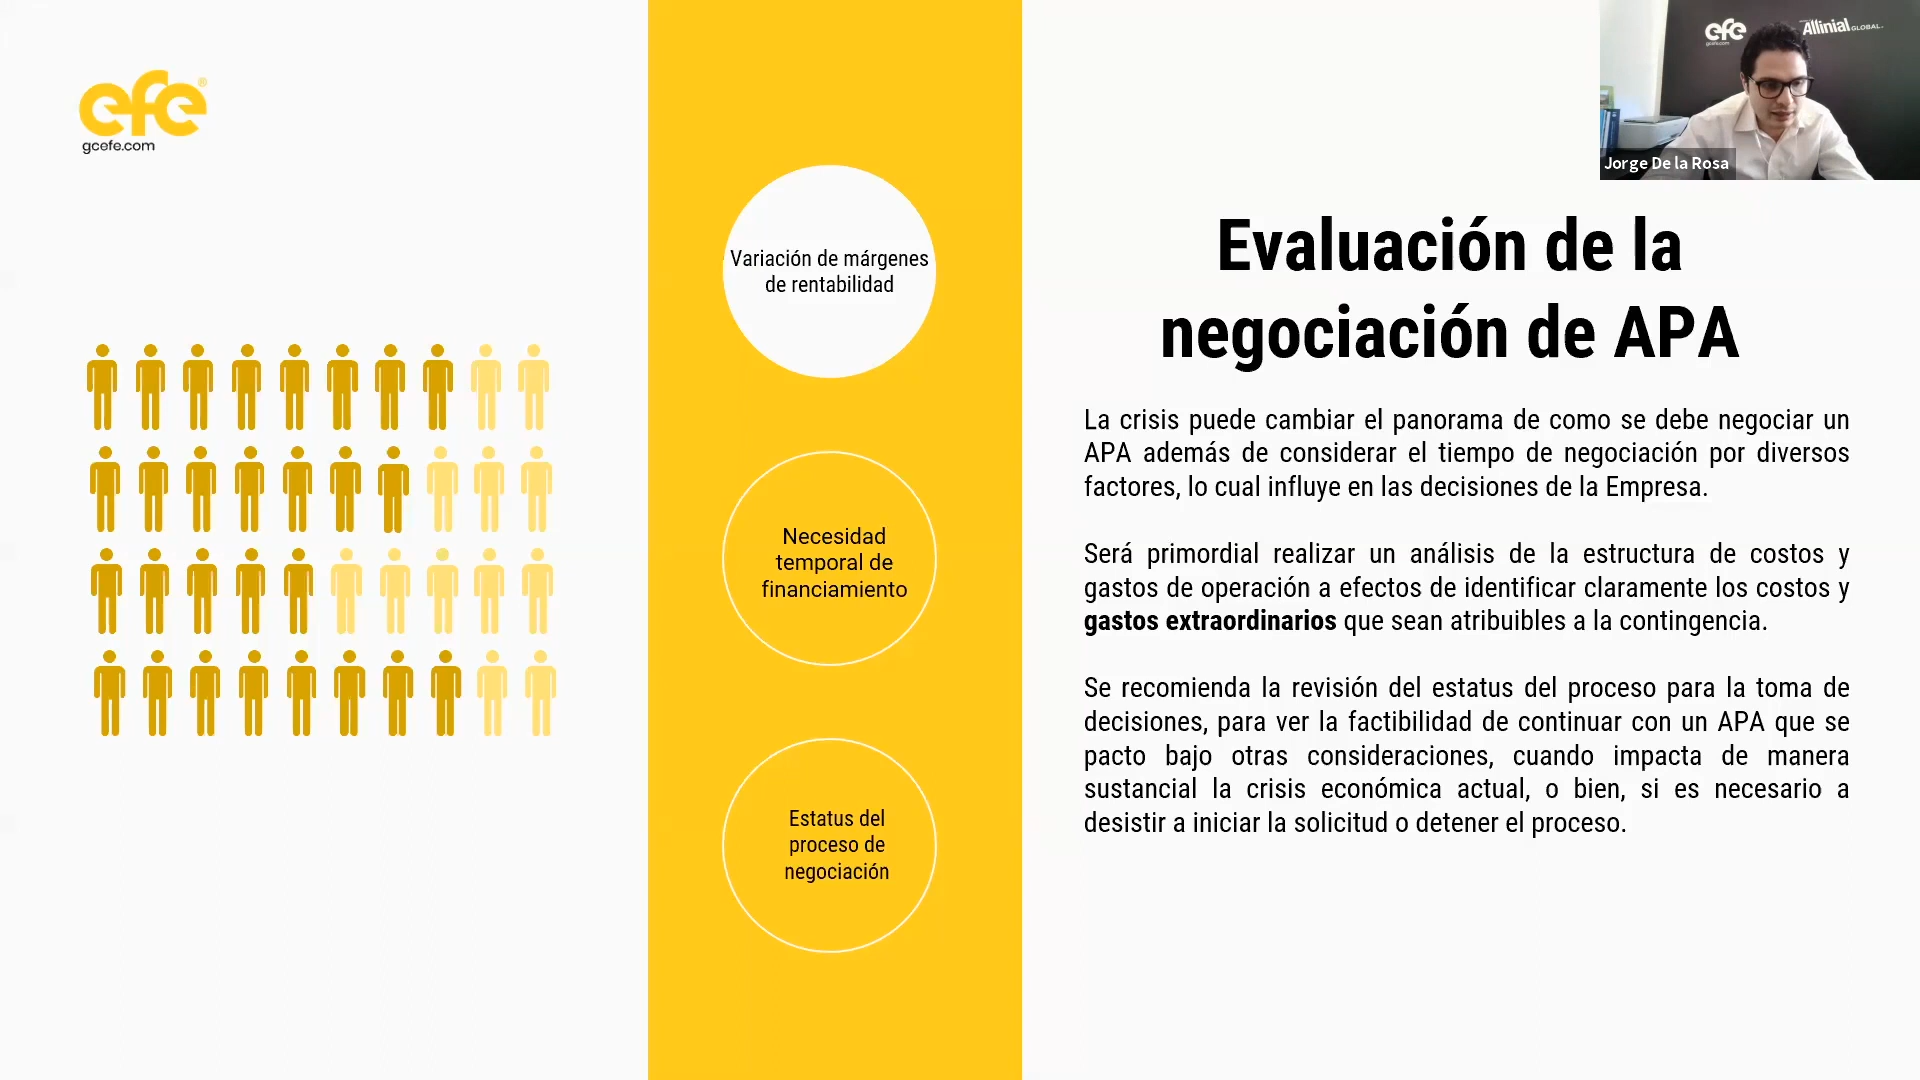 efe®
gcefe.com
Variación de márgenes
de rentabilidad
Necesidad
temporal de
financiamiento
Estatus del
proceso de
negociación
efe
gcefe.com
Allinial GLOBAL.
Jorge De la Rosa
Evaluación de la
negociación de APA
La crisis puede cambiar el panorama de como se debe negociar un
APA además de considerar el tiempo de negociación por diversos
factores, lo cual influye en las decisiones de la Empresa.
Será primordial realizar un análisis de la estructura de costos y
gastos de operación a efectos de identificar claramente los costos y
gastos extraordinarios que sean atribuibles a la contingencia.
Se recomienda la revisión del estatus del proceso para la toma de
decisiones, para ver la factibilidad de continuar con un APA que se
pacto bajo otras consideraciones, cuando impacta de manera
sustancial la crisis económica actual, o bien, si es necesario a
desistir a iniciar la solicitud o detener el proceso.